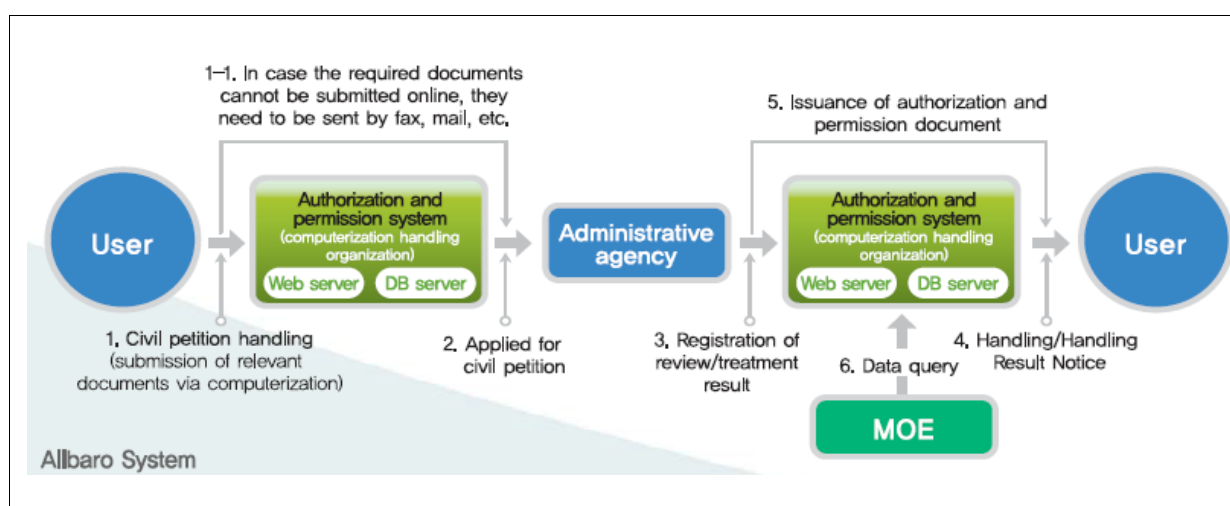 1-1. In case the required documents
cannot be submitted online, they
need to be sent by fax, mail, etc.
5. Issuance of authorization and
permission document
User
Authorization and
permission system
(computerization handling
organization)
Web server
DB server
Administrative
agency
Authorization and
permission system
(computerization handling
organization)
Web server
DB server
User
1. Civil petition handling
(submission of relevant
documents via computerization)
2. Applied for
civil petition
3. Registration of
review/treatment
result
6. Data query
4. Handling/Handling
Result Notice
MOE
Allbaro System